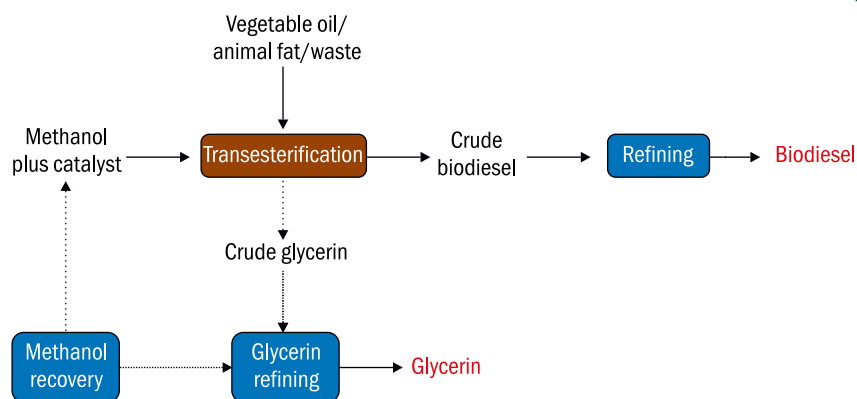 Vegetable oil/
animal fat/waste
Methanol
plus catalyst
Transesterification
Crude
biodiesel
Refining
Biodiesel
Crude glycerin
Methanol
recovery
Glycerin
refining
Glycerin